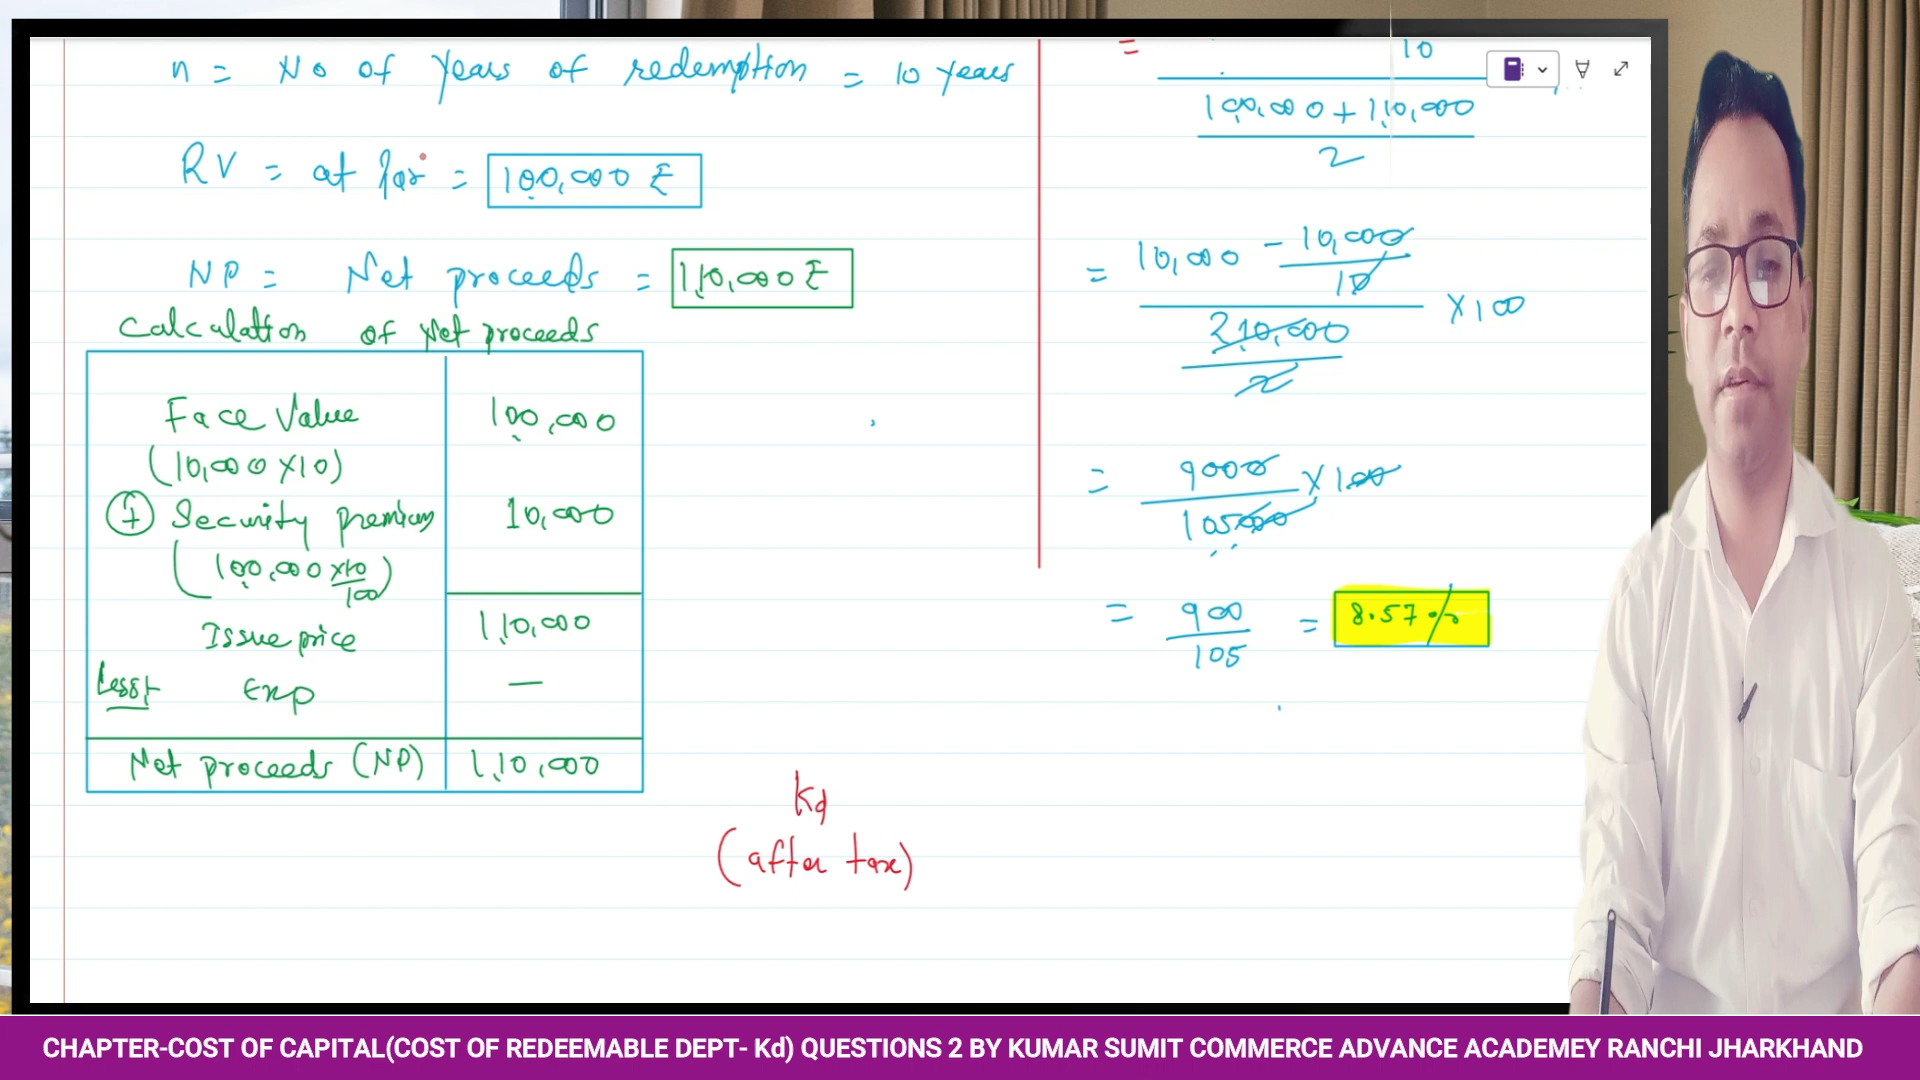 n = No of years of redemption = 10 years
RV = at par = 100,000 ₹
NP = Net proceeds = 1,10,000 ₹
Calculation of Net proceeds
Face Value 100,000
(10,000 X10)
+ Security premium 10,000
(100,000 x 10/100)
Issue price 1,10,000
Less: Exp —
Net proceeds (NP) 1,10,000
Kd
(after tax)
=
10
100,000 + 1,10,000
2
= 10,000 - 10,000
10
210,000
2
X100
= 9000 X 100
105000
= 900 = 8.57%
105
CHAPTER-COST OF CAPITAL(COST OF REDEEMABLE DEPT- Kd) QUESTIONS 2 BY KUMAR SUMIT COMMERCE ADVANCE ACADEMEY RANCHI JHARKHAND